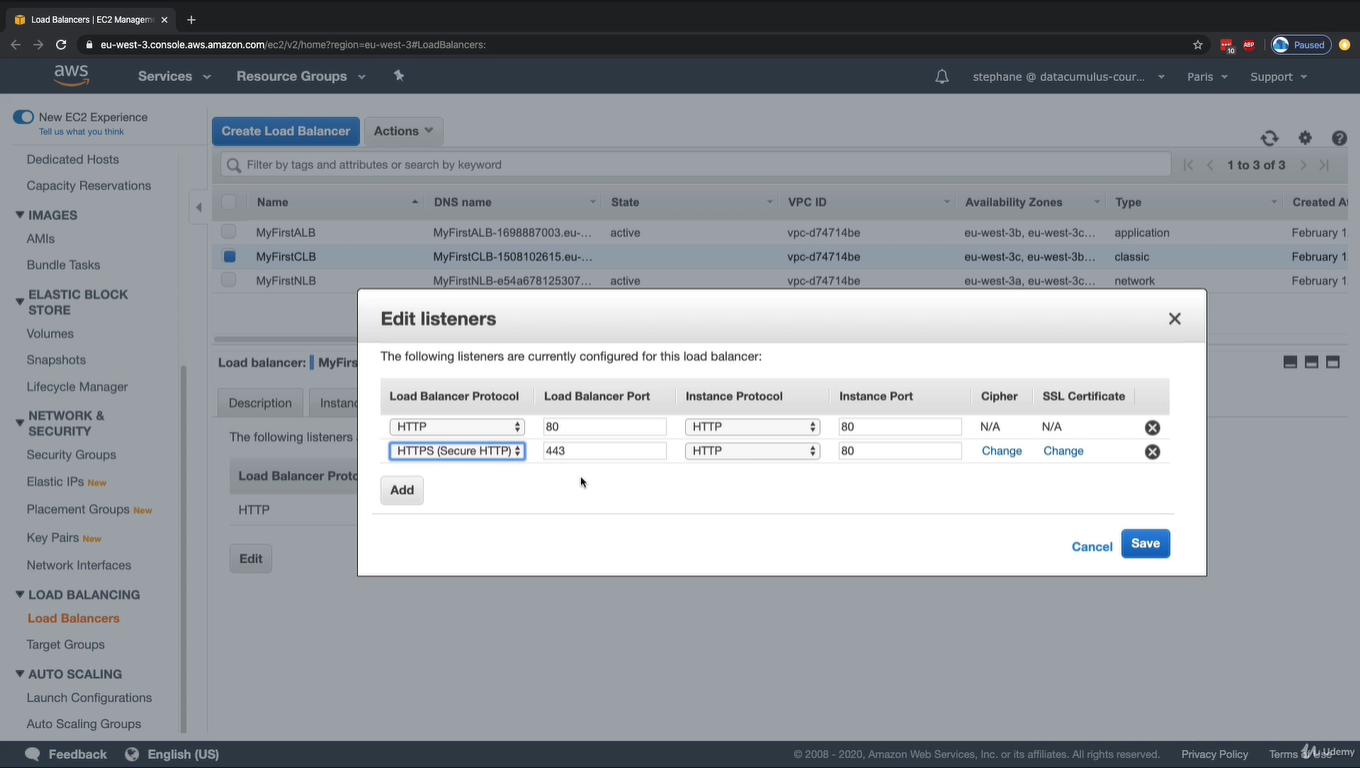 Load Balancers | EC2 Managem
eu-west-3.console.aws.amazon.com/ec2/v2/home?region=eu-west-3#LoadBalancers:
10
ABP
Paused
aws
Services
Resource Groups
stephane @ datacumulus-cour...
Paris
Support
New EC2 Experience
Tell us what you think
Dedicated Hosts
Capacity Reservations
IMAGES
AMIs
Bundle Tasks
ELASTIC BLOCK
STORE
Volumes
Snapshots
Lifecycle Manager
NETWORK &
SECURITY
Security Groups
Elastic IPs New
Placement Groups New
Key Pairs New
Network Interfaces
LOAD BALANCING
Load Balancers
Target Groups
AUTO SCALING
Launch Configurations
Auto Scaling Groups
Create Load Balancer
Actions
Filter by tags and attributes or search by keyword
1 to 3 of 3
Name DNS name State VPC ID Availability Zones Type Created At
MyFirstALB MyFirstALB-1698887003.eu-... active vpc-d74714be eu-west-3b, eu-west-3c... application February 1
MyFirstCLB MyFirstCLB-1508102615.eu-... vpc-d74714be eu-west-3c, eu-west-3b... classic February 1
MyFirstNLB MyFirstNLB-e54a678125307... active vpc-d74714be eu-west-3a, eu-west-3c... network February 1
Load balancer: MyFirs
Description Instanc
The following listeners
Load Balancer Proto
HTTP
Edit
Edit listeners
The following listeners are currently configured for this load balancer:
Load Balancer Protocol Load Balancer Port Instance Protocol Instance Port Cipher SSL Certificate
HTTP 80 HTTP 80 N/A N/A
HTTPS (Secure HTTP) 443 HTTP 80 Change Change
Add
Cancel
Save
Feedback
English (US)
© 2008 - 2020, Amazon Web Services, Inc. or its affiliates. All rights reserved.
Privacy Policy
Terms
Udemy